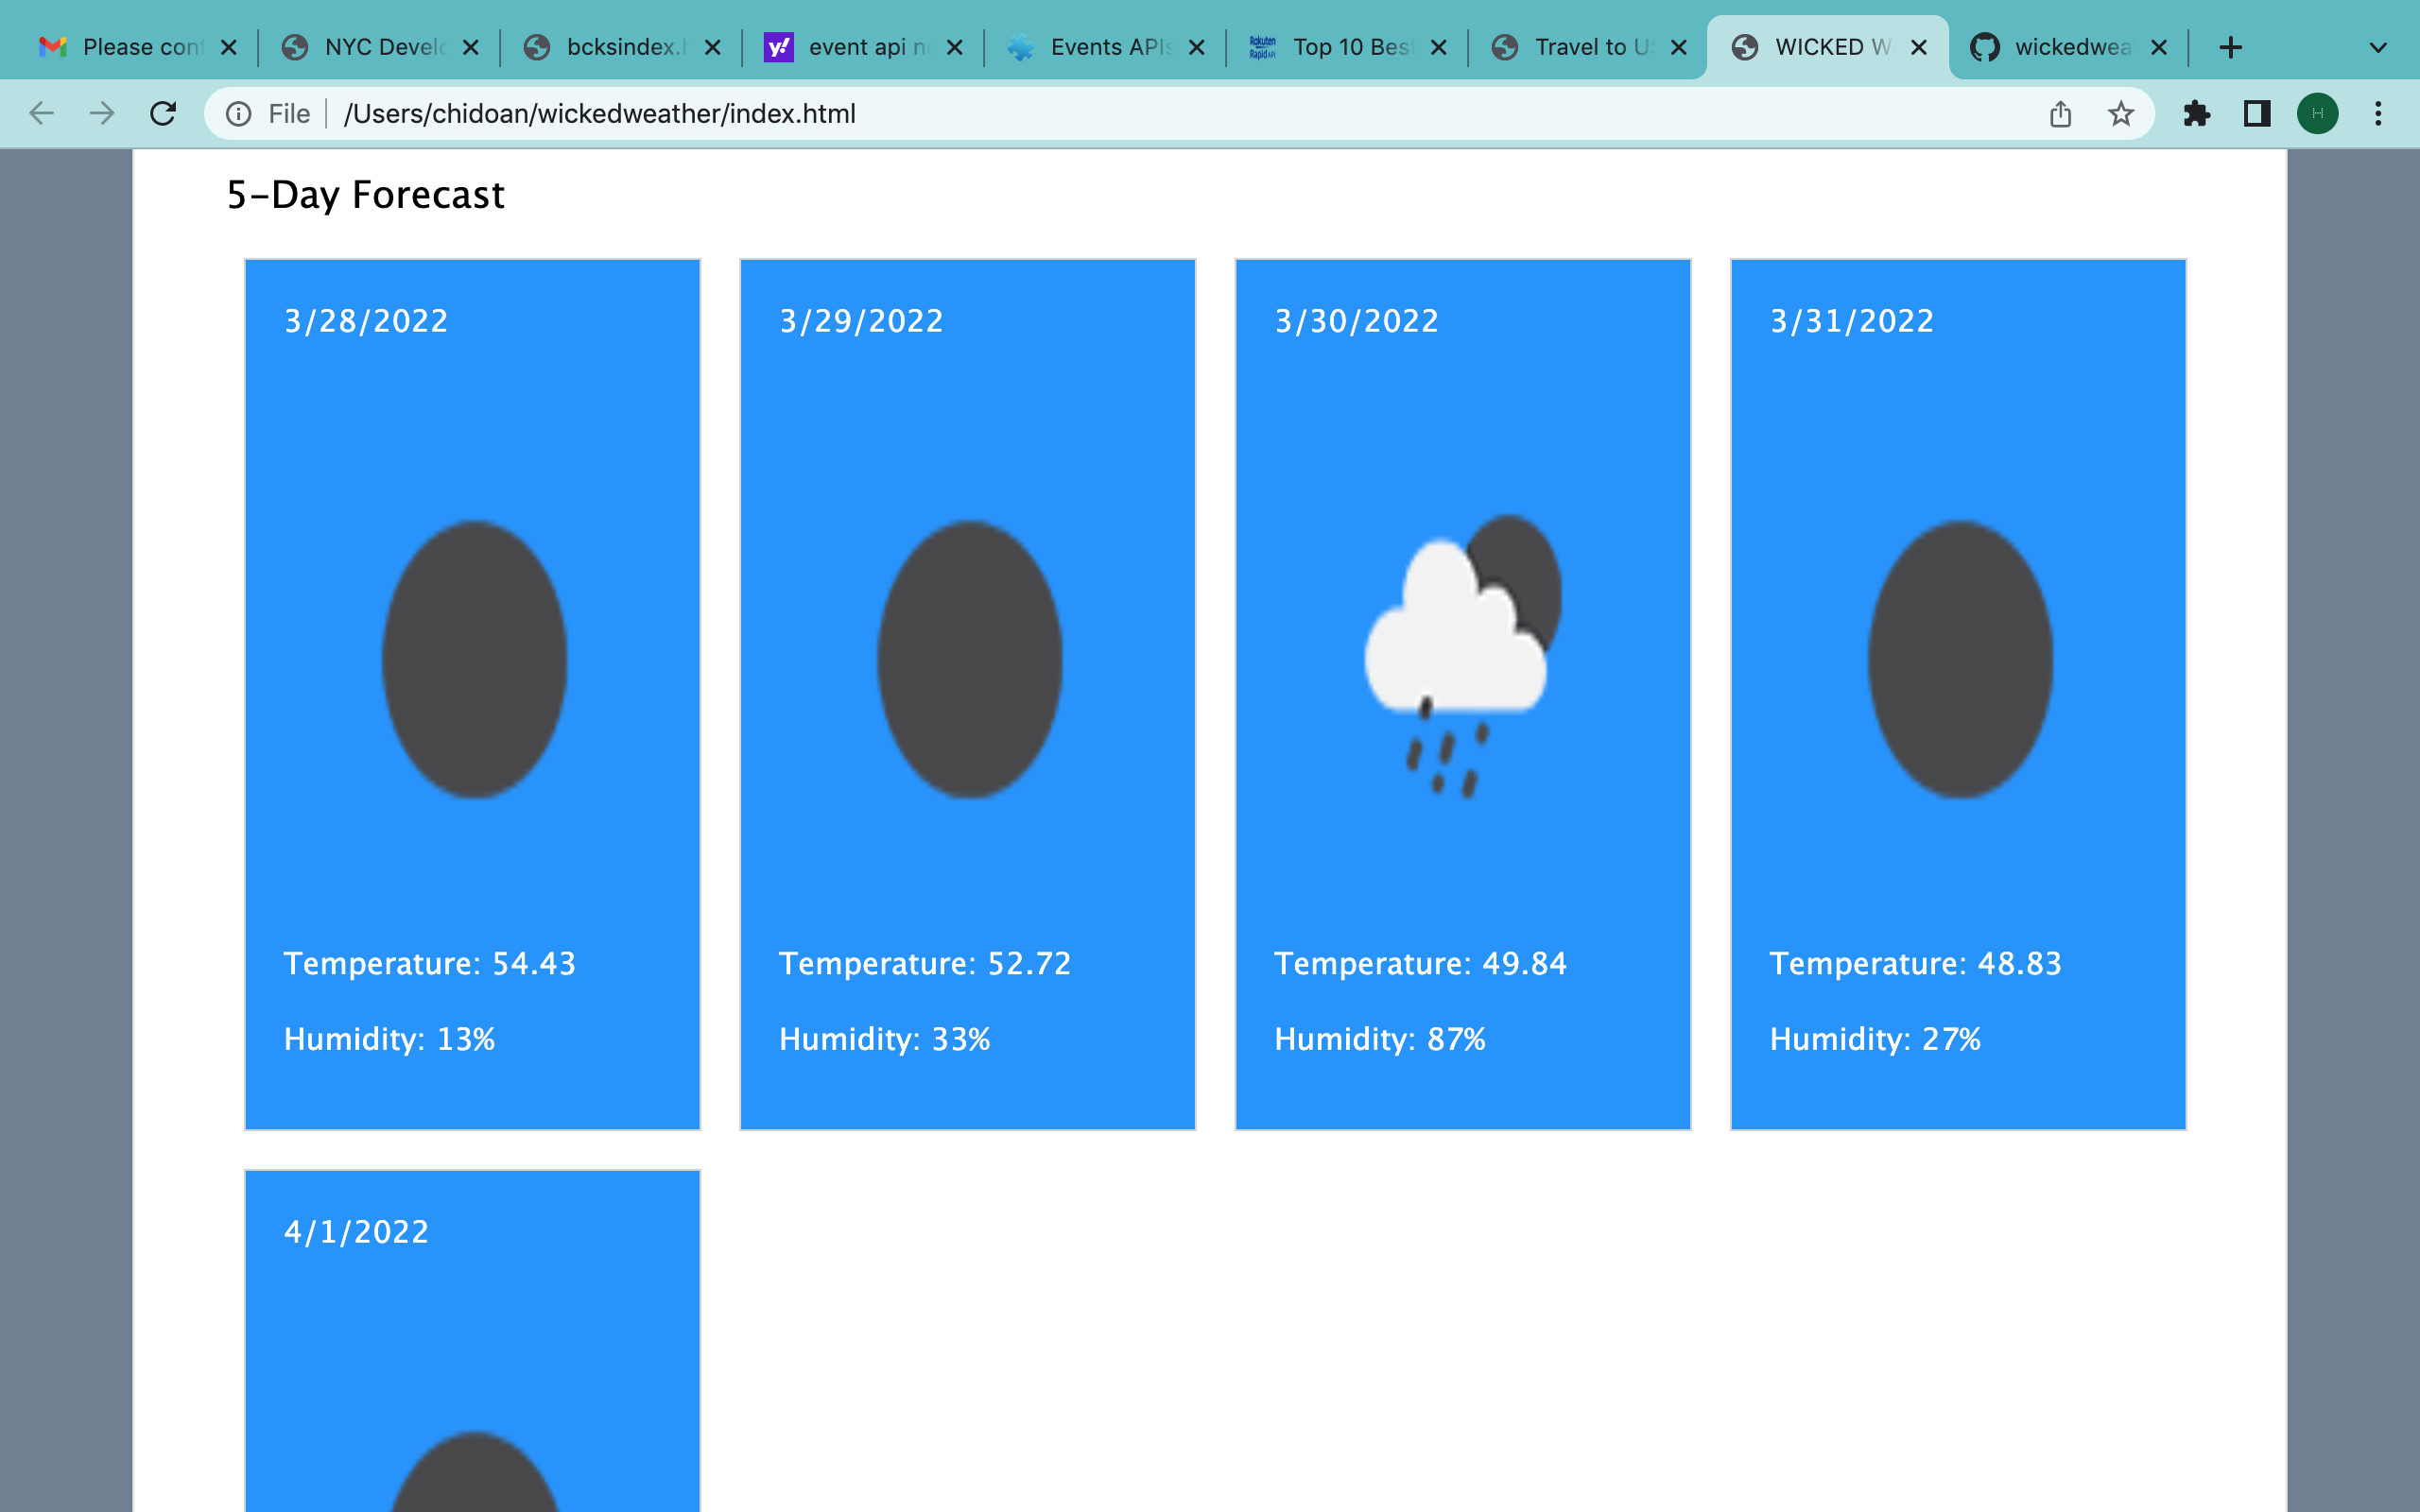 Please con
NYC Develo
bcksindex.h
event api n
Events APIs
Top 10 Bes
Travel to U
WICKED W
wickedwea
File
/Users/chidoan/wickedweather/index.html
H
5-Day Forecast
3/28/2022
Temperature: 54.43
Humidity: 13%
3/29/2022
Temperature: 52.72
Humidity: 33%
3/30/2022
Temperature: 49.84
Humidity: 87%
3/31/2022
Temperature: 48.83
Humidity: 27%
4/1/2022